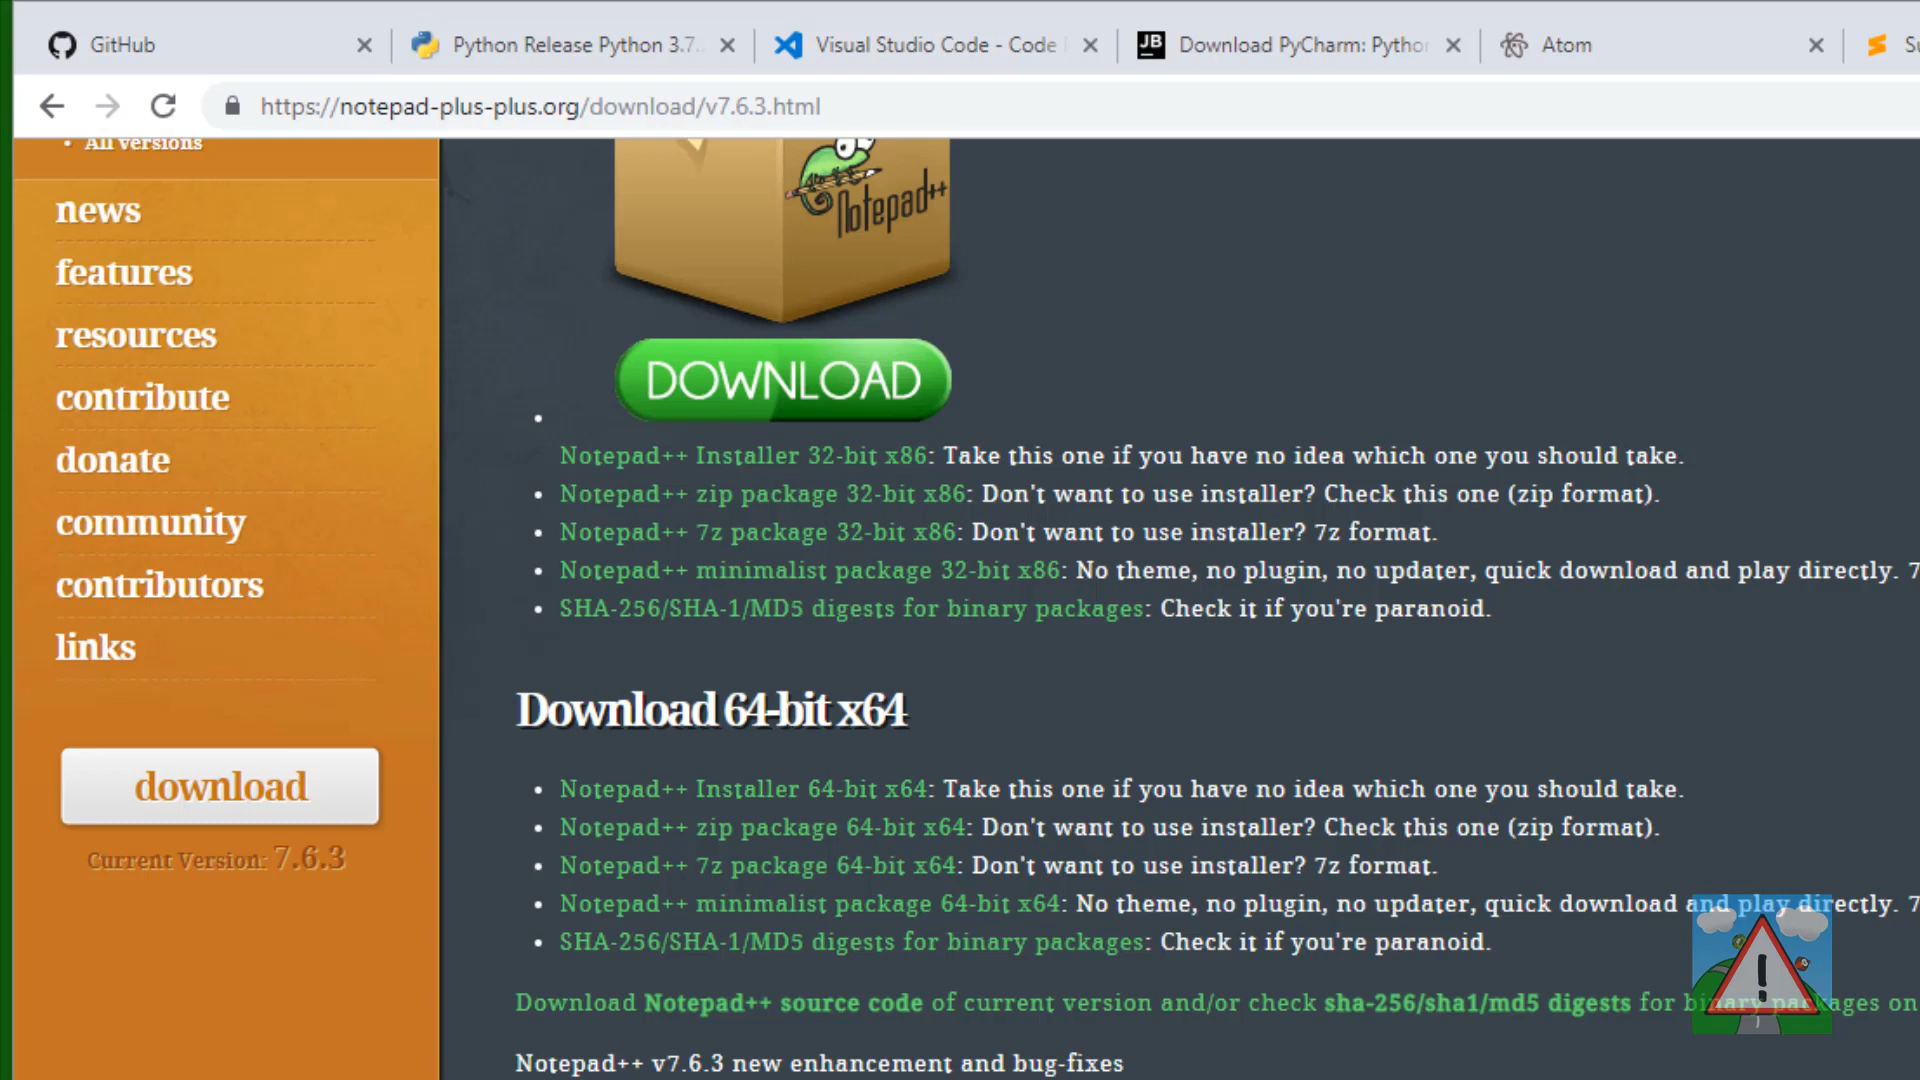 GitHub
Python Release Python 3.7..
Visual Studio Code - Code
JB
Download PyCharm: Python
Atom
https://notepad-plus-plus.org/download/v7.6.3.html
All versions
news
features
resources
contribute
donate
community
contributors
links
download
Current Version: 7.6.3
Notepad++
DOWNLOAD
Notepad++ Installer 32-bit x86: Take this one if you have no idea which one you should take.
Notepad++ zip package 32-bit x86: Don't want to use installer? Check this one (zip format).
Notepad++ 7z package 32-bit x86: Don't want to use installer? 7z format.
Notepad++ minimalist package 32-bit x86: No theme, no plugin, no updater, quick download and play directly. 7
SHA-256/SHA-1/MD5 digests for binary packages: Check it if you're paranoid.
Download 64-bit x64
Notepad++ Installer 64-bit x64: Take this one if you have no idea which one you should take.
Notepad++ zip package 64-bit x64: Don't want to use installer? Check this one (zip format).
Notepad++ 7z package 64-bit x64: Don't want to use installer? 7z format.
Notepad++ minimalist package 64-bit x64: No theme, no plugin, no updater, quick download and play directly. 7
SHA-256/SHA-1/MD5 digests for binary packages: Check it if you're paranoid.
Download Notepad++ source code of current version and/or check sha-256/sha1/md5 digests for binary packages on
Notepad++ v7.6.3 new enhancement and bug-fixes